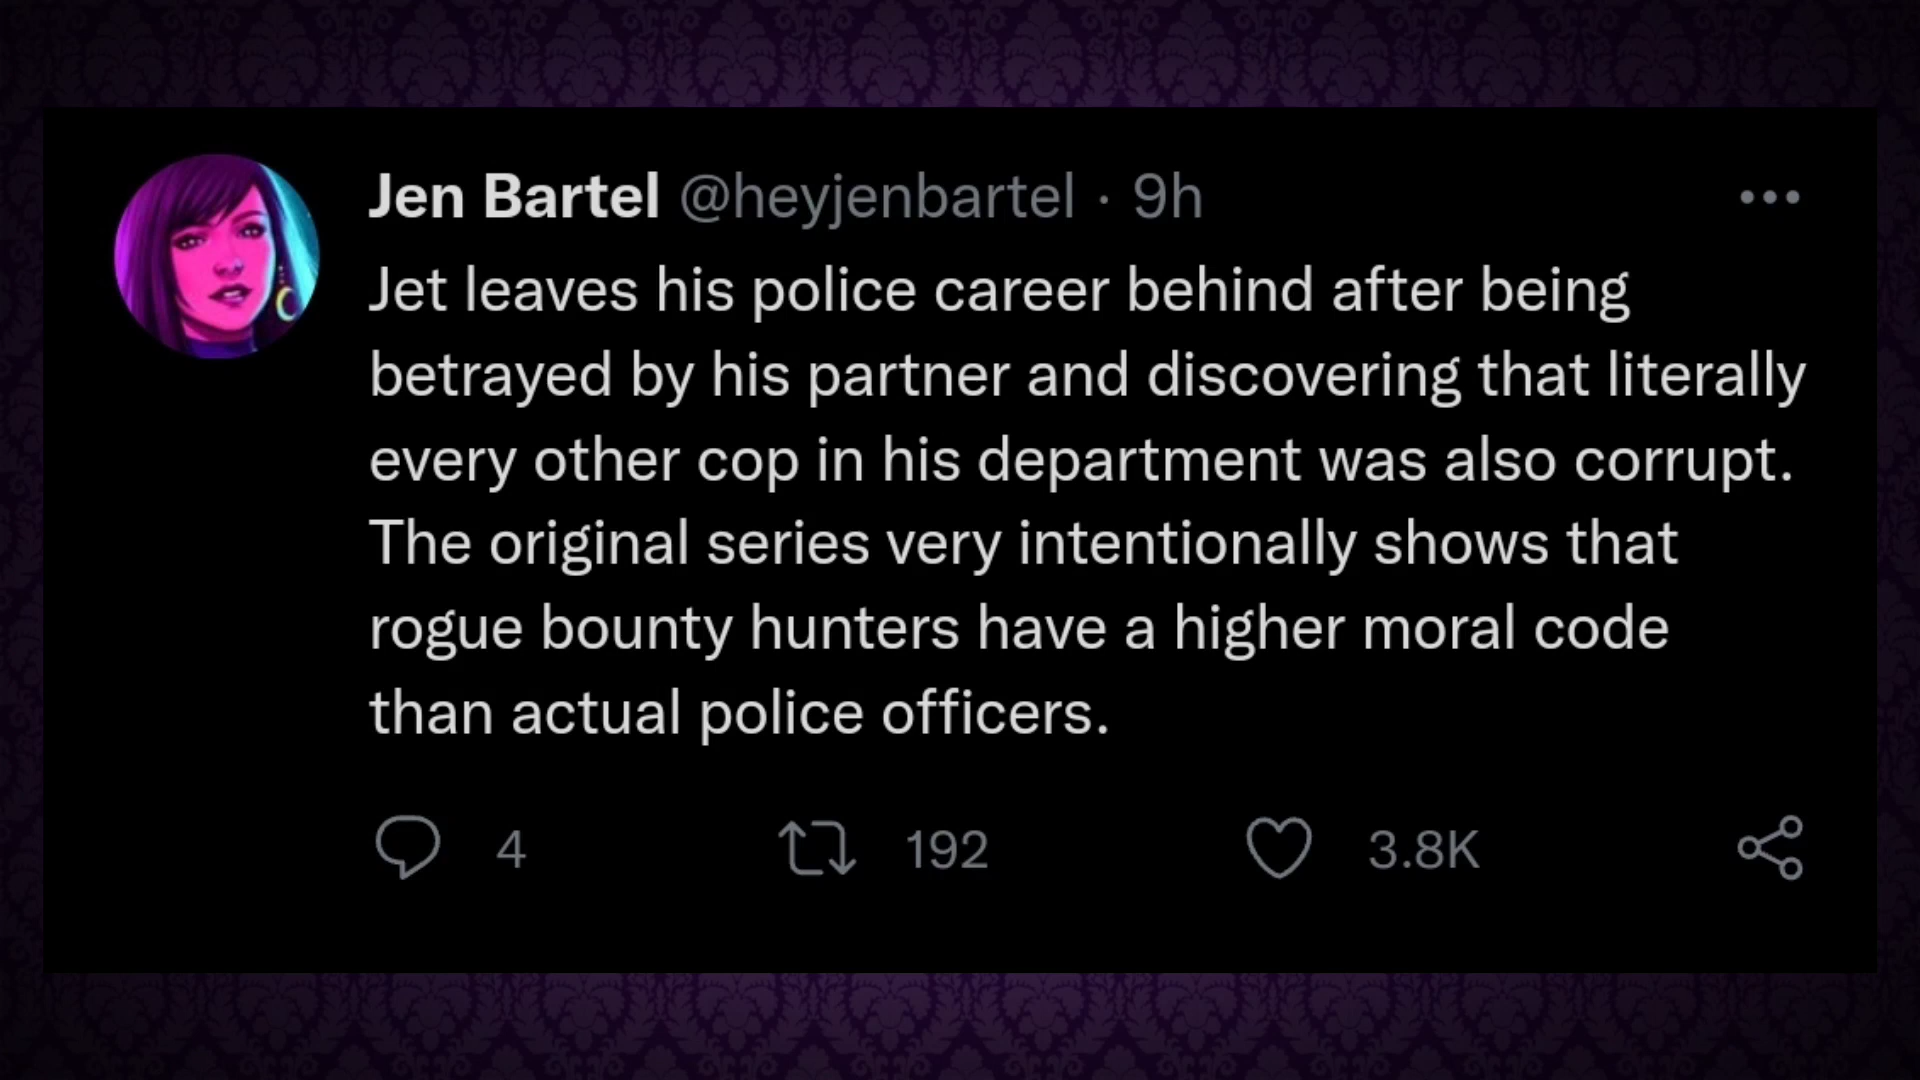 Jen Bartel @heyjenbartel · 9h
Jet leaves his police career behind after being
betrayed by his partner and discovering that literally
every other cop in his department was also corrupt.
The original series very intentionally shows that
rogue bounty hunters have a higher moral code
than actual police officers.
4 192 3.8K